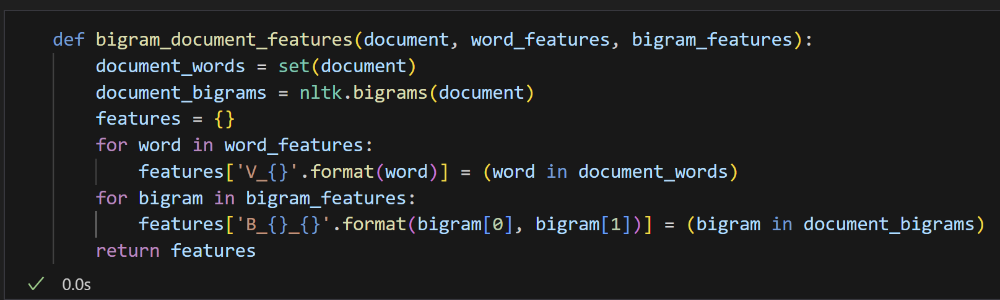 def bigram_document_features(document, word_features, bigram_features):
    document_words = set(document)
    document_bigrams = nltk.bigrams(document)
    features = {}
    for word in word_features:
        features['V_{}'.format(word)] = (word in document_words)
    for bigram in bigram_features:
        features['B_{}_{}'.format(bigram[0], bigram[1])] = (bigram in document_bigrams)
    return features
0.0s